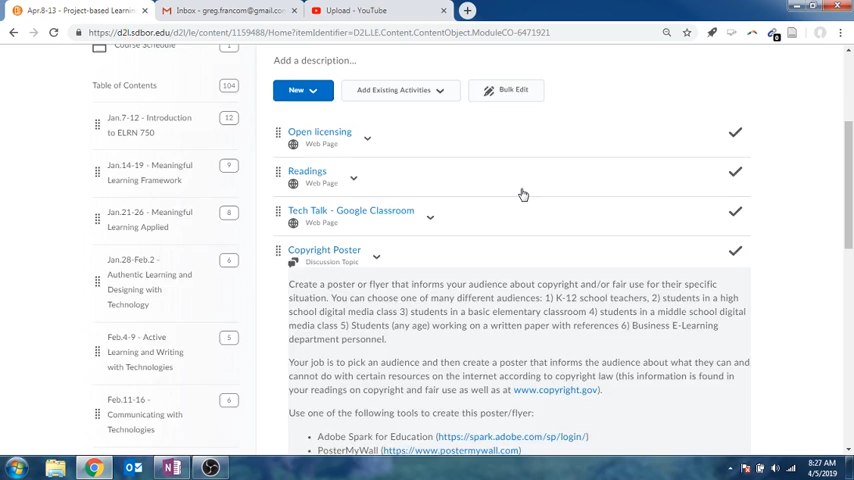 Apr.8-13 - Project-based Learning
Inbox - greg.francom@gmail.com
Upload - YouTube
https://d2l.sdbor.edu/d2l/le/content/1159488/Home?itemIdentifier=D2L.LE.Content.ContentObject.ModuleCO-6471921
Course Schedule
1
Table of Contents
104
Jan.7-12 - Introduction
to ELRN 750
12
Jan.14-19 - Meaningful
Learning Framework
9
Jan.21-26 - Meaningful
Learning Applied
8
Jan.28-Feb.2 -
Authentic Learning and
Designing with
Technology
6
Feb.4-9 - Active
Learning and Writing
with Technologies
5
Feb.11-16 -
Communicating with
Technologies
6
Add a description...
New
Add Existing Activities
Bulk Edit
Open licensing
Web Page
Readings
Web Page
Tech Talk - Google Classroom
Web Page
Copyright Poster
Discussion Topic
Create a poster or flyer that informs your audience about copyright and/or fair use for their specific
situation. You can choose one of many different audiences: 1) K-12 school teachers, 2) students in a high
school digital media class 3) students in a basic elementary classroom 4) students in a middle school digital
media class 5) Students (any age) working on a written paper with references 6) Business E-Learning
department personnel.
Your job is to pick an audience and then create a poster that informs the audience about what they can and
cannot do with certain resources on the internet according to copyright law (this information is found in
your readings on copyright and fair use as well as at www.copyright.gov).
Use one of the following tools to create this poster/flyer:
• Adobe Spark for Education (https://spark.adobe.com/sp/login/)
• PosterMyWall (https://www.postermywall.com)
8:27 AM
4/5/2019